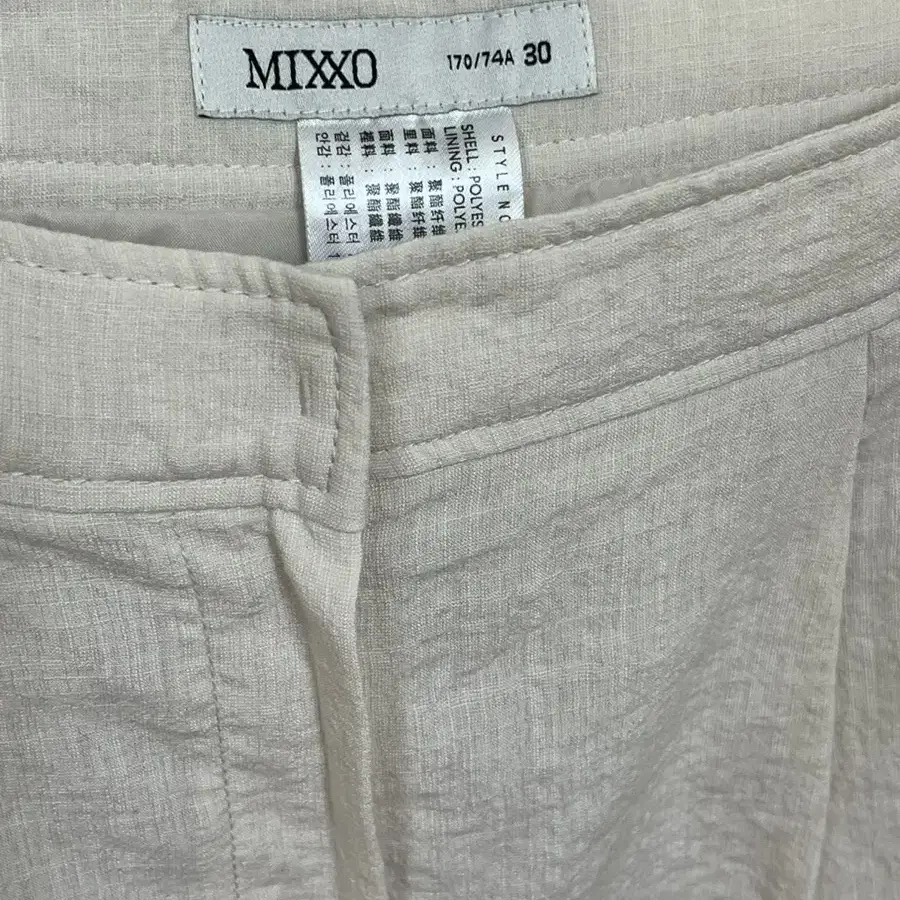 MIXXO 170/74A 30
STYLE NO
SHELL : POLYES
LINING : POLYE
面料 : 聚酯纤维
里料 : 聚酯纤维
面料 : 聚酯纖維
裡料 : 聚酯纖維
겉감 : 폴리에스터 1
안감 : 폴리에스터